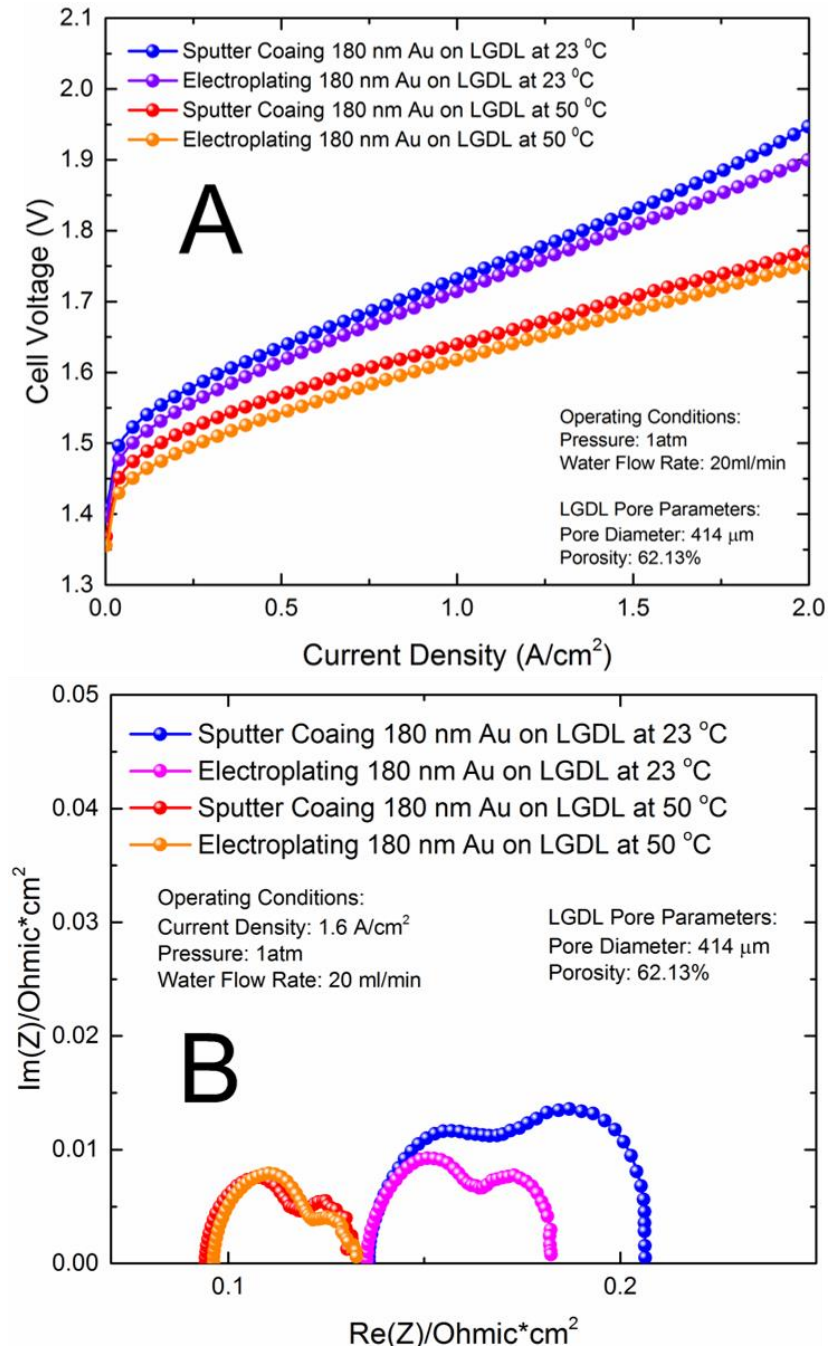 2.1
2.0
1.9
1.8
1.7
1.6
1.5
1.4
1.3
Cell Voltage (V)
Sputter Coaing 180 nm Au on LGDL at 23 ⁰C
Electroplating 180 nm Au on LGDL at 23 ⁰C
Sputter Coaing 180 nm Au on LGDL at 50 ⁰C
Electroplating 180 nm Au on LGDL at 50 ⁰C
A
Operating Conditions:
Pressure: 1atm
Water Flow Rate: 20ml/min
LGDL Pore Parameters:
Pore Diameter: 414 μm
Porosity: 62.13%
0.0 0.5 1.0 1.5 2.0
Current Density (A/cm²)
0.05
0.04
0.03
0.02
0.01
0.00
Im(Z)/Ohmic*cm²
Sputter Coaing 180 nm Au on LGDL at 23 °C
Electroplating 180 nm Au on LGDL at 23 °C
Sputter Coaing 180 nm Au on LGDL at 50 °C
Electroplating 180 nm Au on LGDL at 50 °C
Operating Conditions:
Current Density: 1.6 A/cm²
Pressure: 1atm
Water Flow Rate: 20 ml/min
LGDL Pore Parameters:
Pore Diameter: 414 μm
Porosity: 62.13%
B
0.1 0.2
Re(Z)/Ohmic*cm²